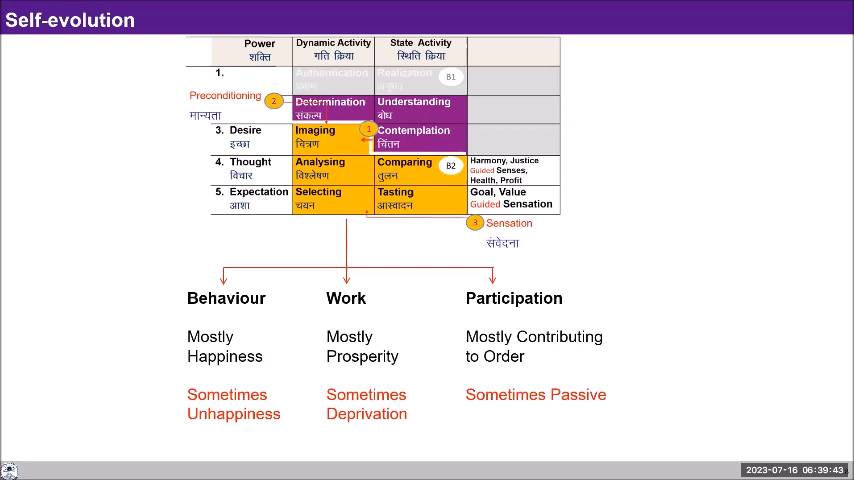 Self-evolution
Power Dynamic Activity State Activity
शक्ति गति क्रिया स्थिति क्रिया
1. Authentication Realization B1
प्रमाण अनुभव
Preconditioning 2 Determination Understanding
मान्यता संकल्प बोध
3. Desire Imaging 1 Contemplation
इच्छा चित्रण चिंतन
4. Thought Analysing Comparing B2 Harmony, Justice
विचार विश्लेषण तुलन Guided Senses,
Health, Profit
5. Expectation Selecting Tasting Goal, Value
आशा चयन आस्वादन Guided Sensation
3 Sensation
संवेदना
Behaviour Work Participation
Mostly Mostly Mostly Contributing
Happiness Prosperity to Order
Sometimes Sometimes Sometimes Passive
Unhappiness Deprivation
2023-07-16 06:39:43